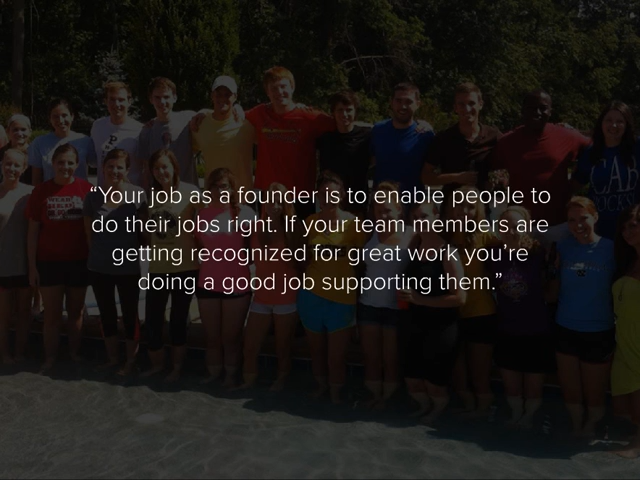 “Your job as a founder is to enable people to
do their jobs right. If your team members are
getting recognized for great work you’re
doing a good job supporting them.”